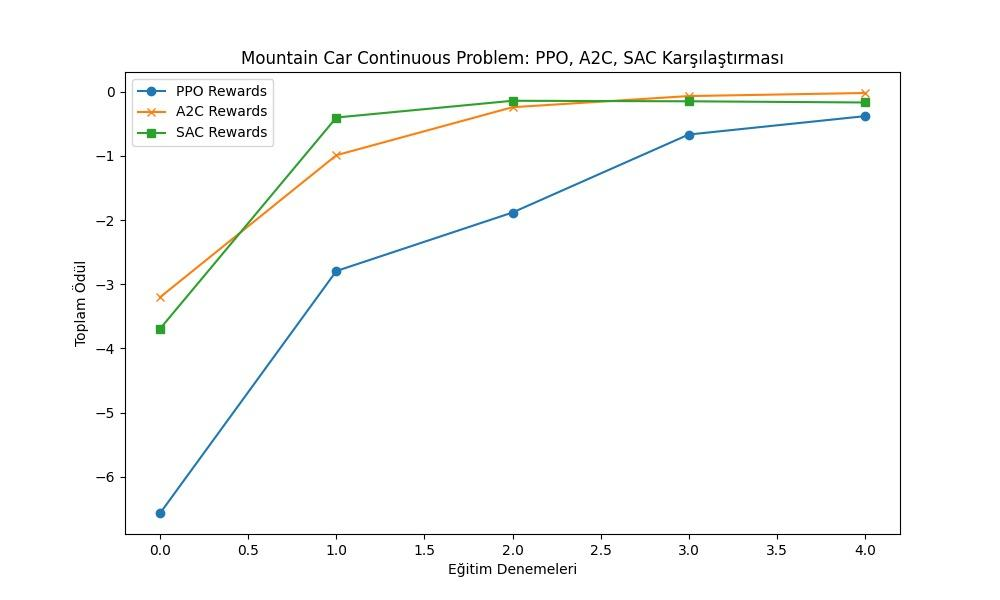 Mountain Car Continuous Problem: PPO, A2C, SAC Karşılaştırması
PPO Rewards
A2C Rewards
SAC Rewards
Toplam Ödül
0
−1
−2
−3
−4
−5
−6
0.0 0.5 1.0 1.5 2.0 2.5 3.0 3.5 4.0
Eğitim Denemeleri